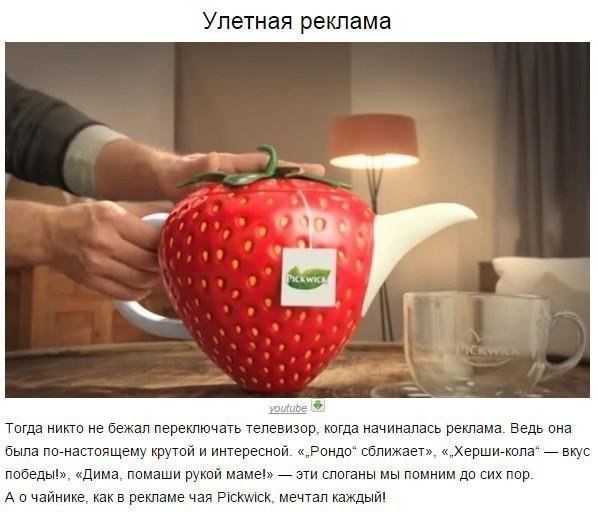 Улетная реклама
PICKWICK
PICKWICK
youtube
Тогда никто не бежал переключать телевизор, когда начиналась реклама. Ведь она
была по-настоящему крутой и интересной. «„Рондо“ сближает», «„Херши-кола“ — вкус
победы!», «Дима, помаши рукой маме!» — эти слоганы мы помним до сих пор.
А о чайнике, как в рекламе чая Pickwick, мечтал каждый!